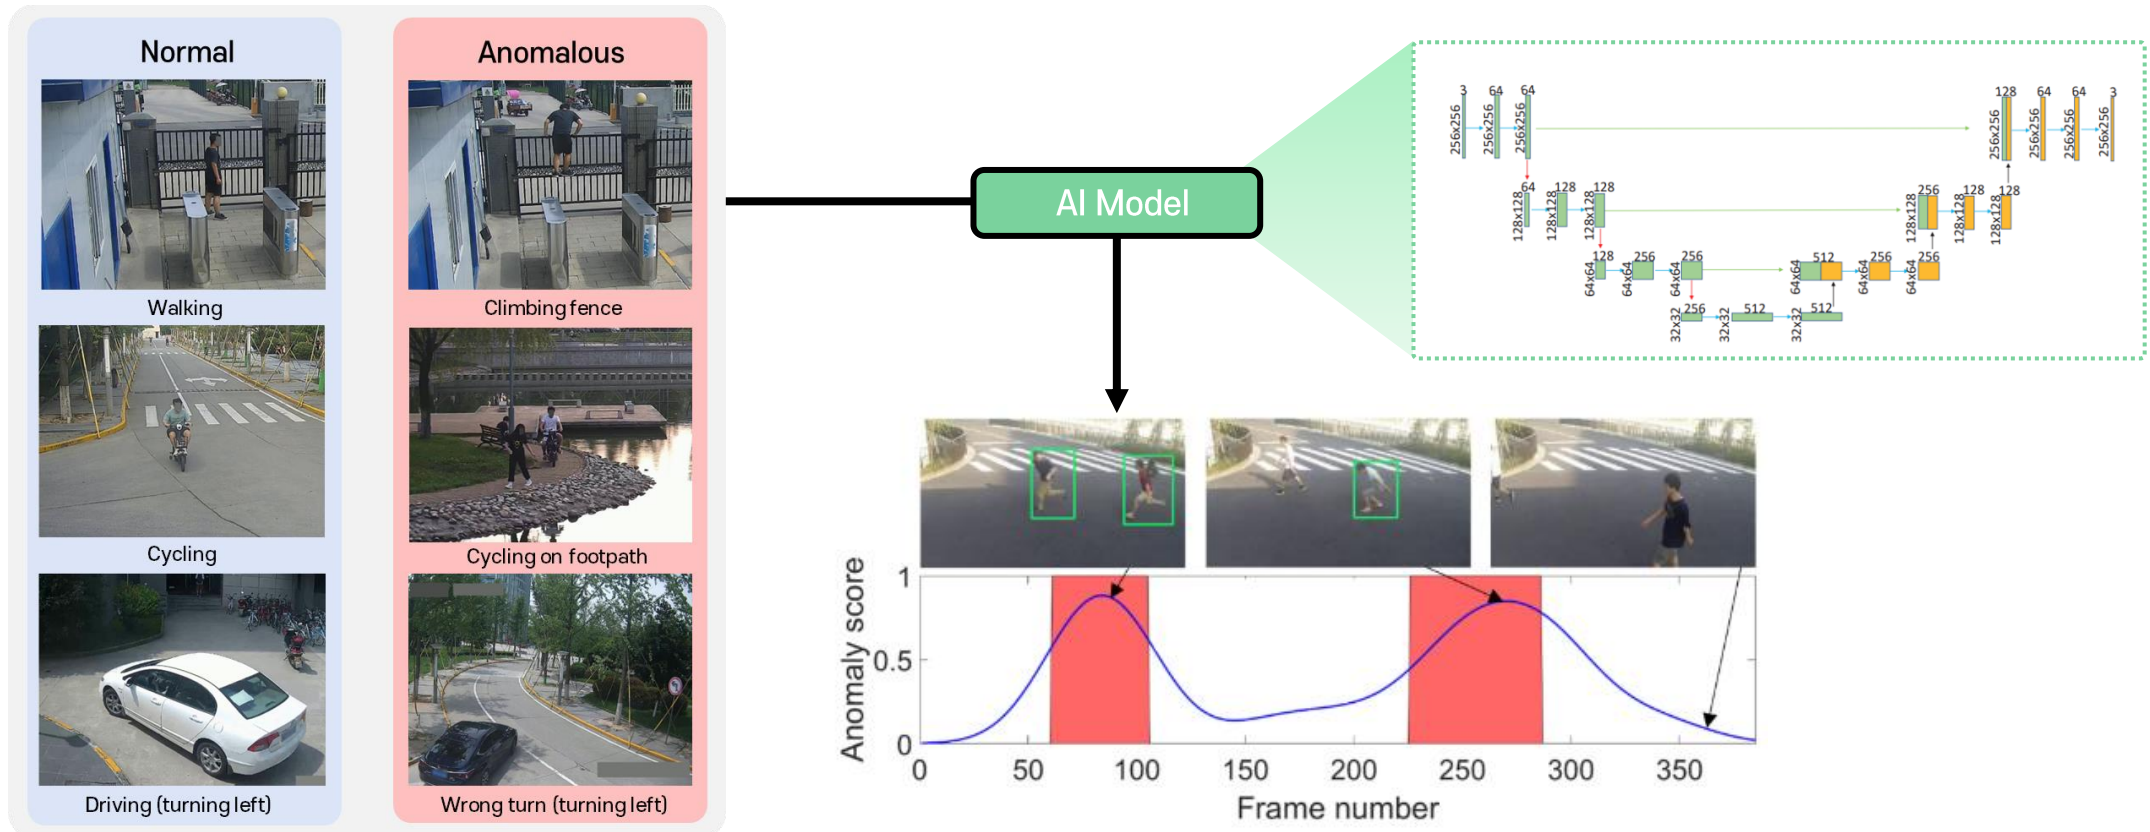 Normal
Anomalous
Walking
Climbing fence
Cycling
Cycling on footpath
Driving (turning left)
Wrong turn (turning left)
AI Model
3 64 64
256x256 256x256 256x256
128 64 64 3
256x256 256x256 256x256 256x256
64 128 128
128x128 128x128 128x128
256 128 128
128x128 128x128 128x128
128 256 256
64x64 64x64 64x64
512 256 256
64x64 64x64 64x64
256 512 512
32x32 32x32 32x32
Anomaly score
1
0.5
0
0 50 100 150 200 250 300 350
Frame number